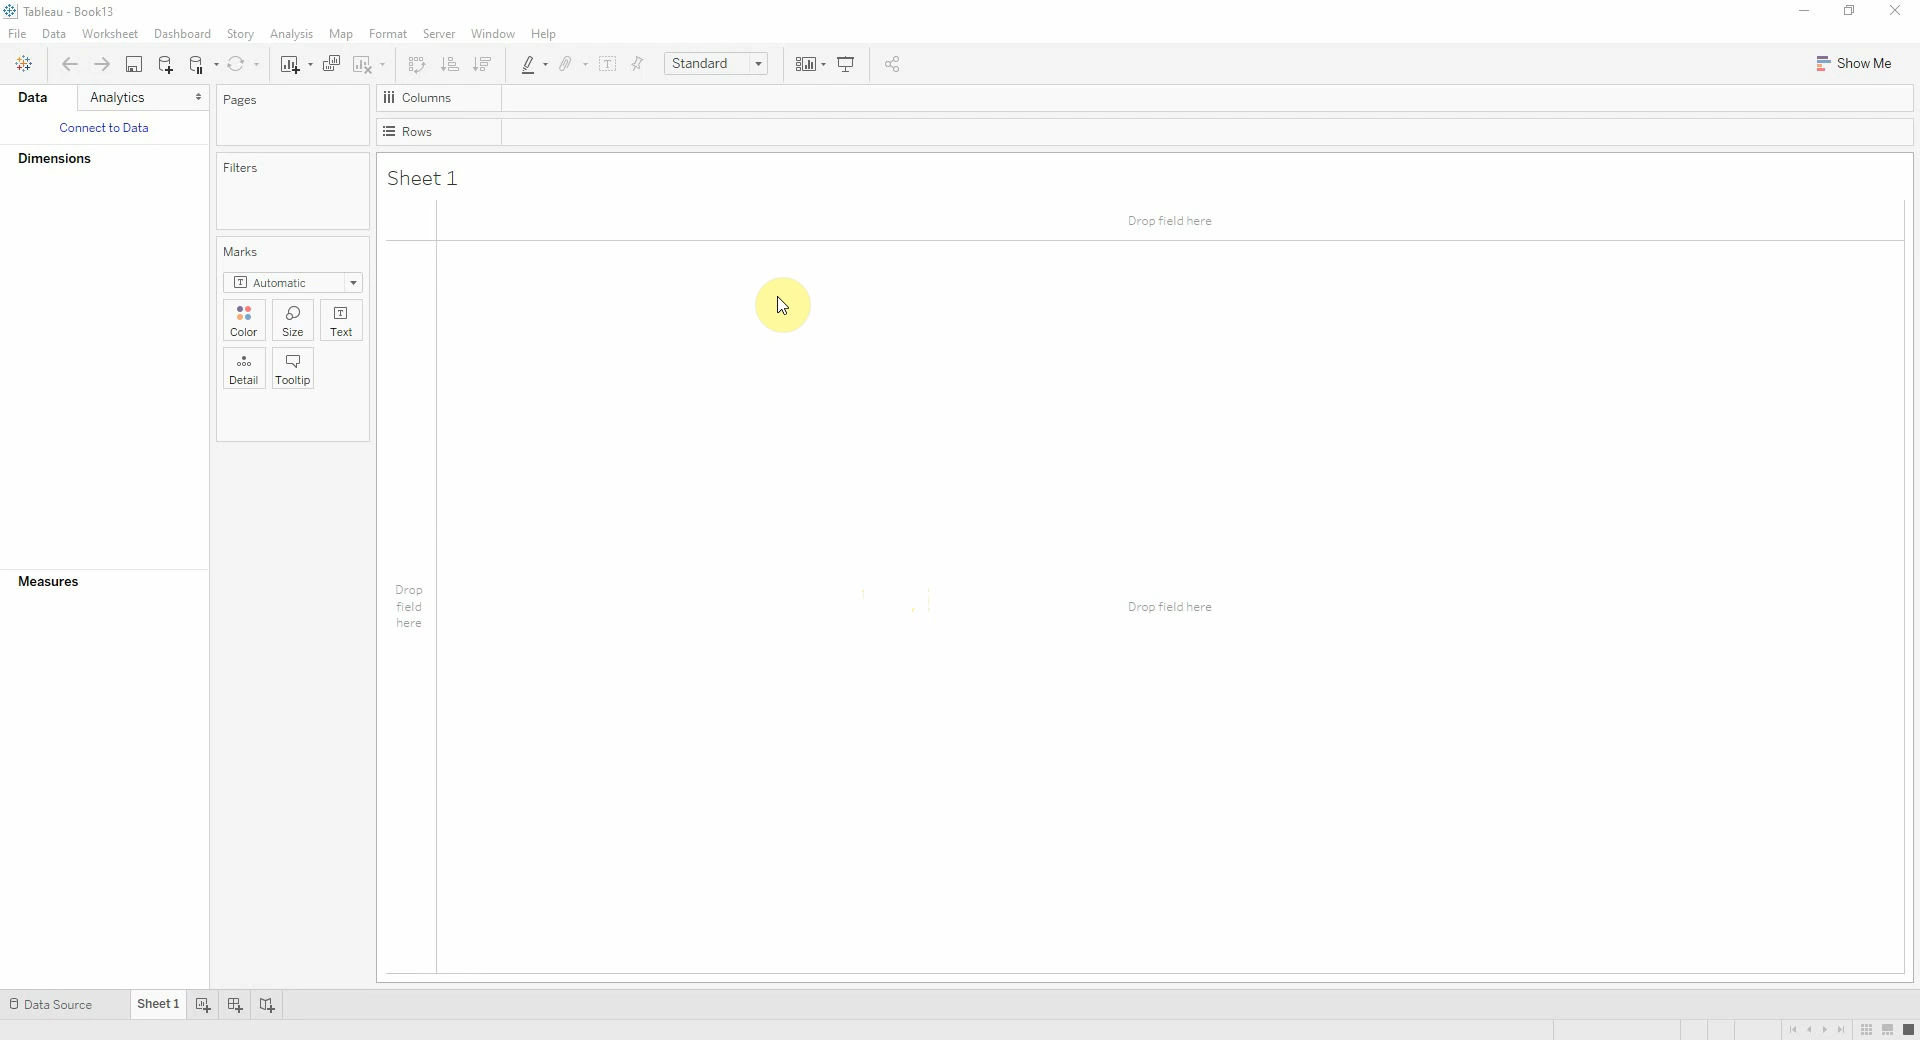 Tableau - Book13
File Data Worksheet Dashboard Story Analysis Map Format Server Window Help
Standard
Show Me
Data Analytics
Connect to Data
Dimensions
Measures
Pages
Filters
Marks
T Automatic
Color Size Text
Detail Tooltip
Columns
Rows
Sheet 1
Drop field here
Drop
field
here
Drop field here
Data Source Sheet 1